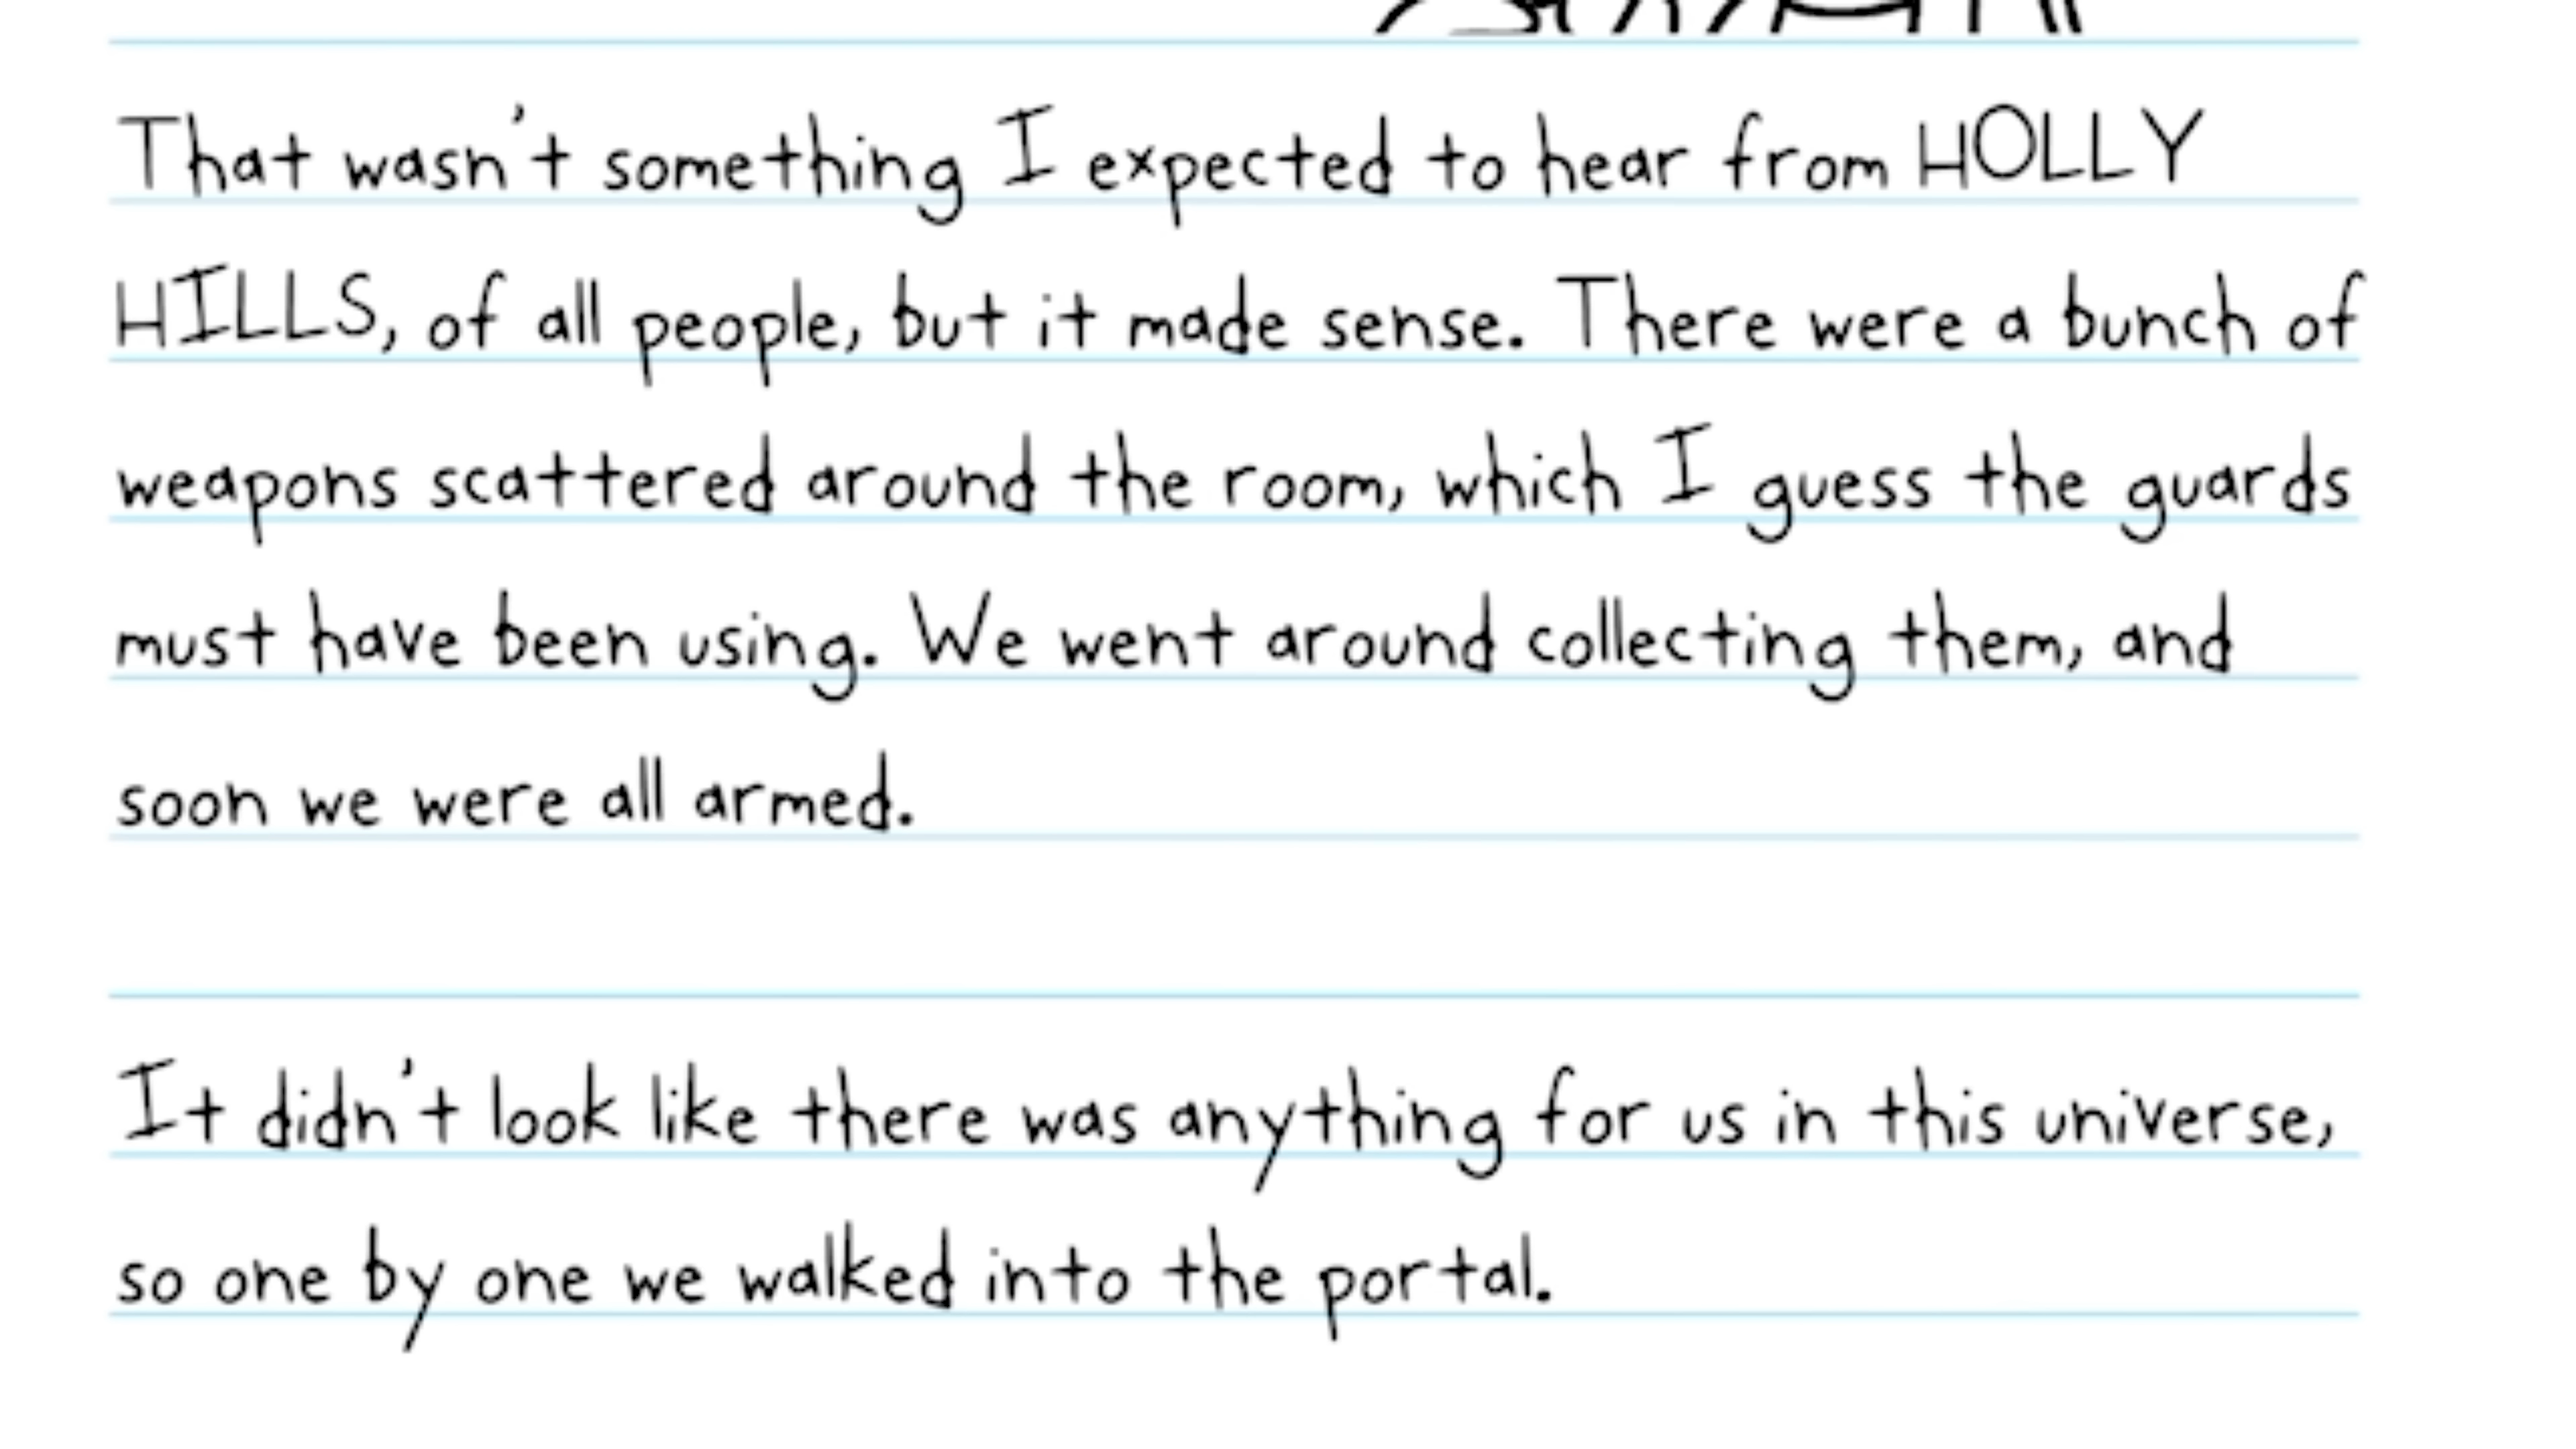 That wasn't something I expected to hear from HOLLY
HILLS, of all people, but it made sense. There were a bunch of
weapons scattered around the room, which I guess the guards
must have been using. We went around collecting them, and
soon we were all armed.
It didn't look like there was anything for us in this universe,
so one by one we walked into the portal.